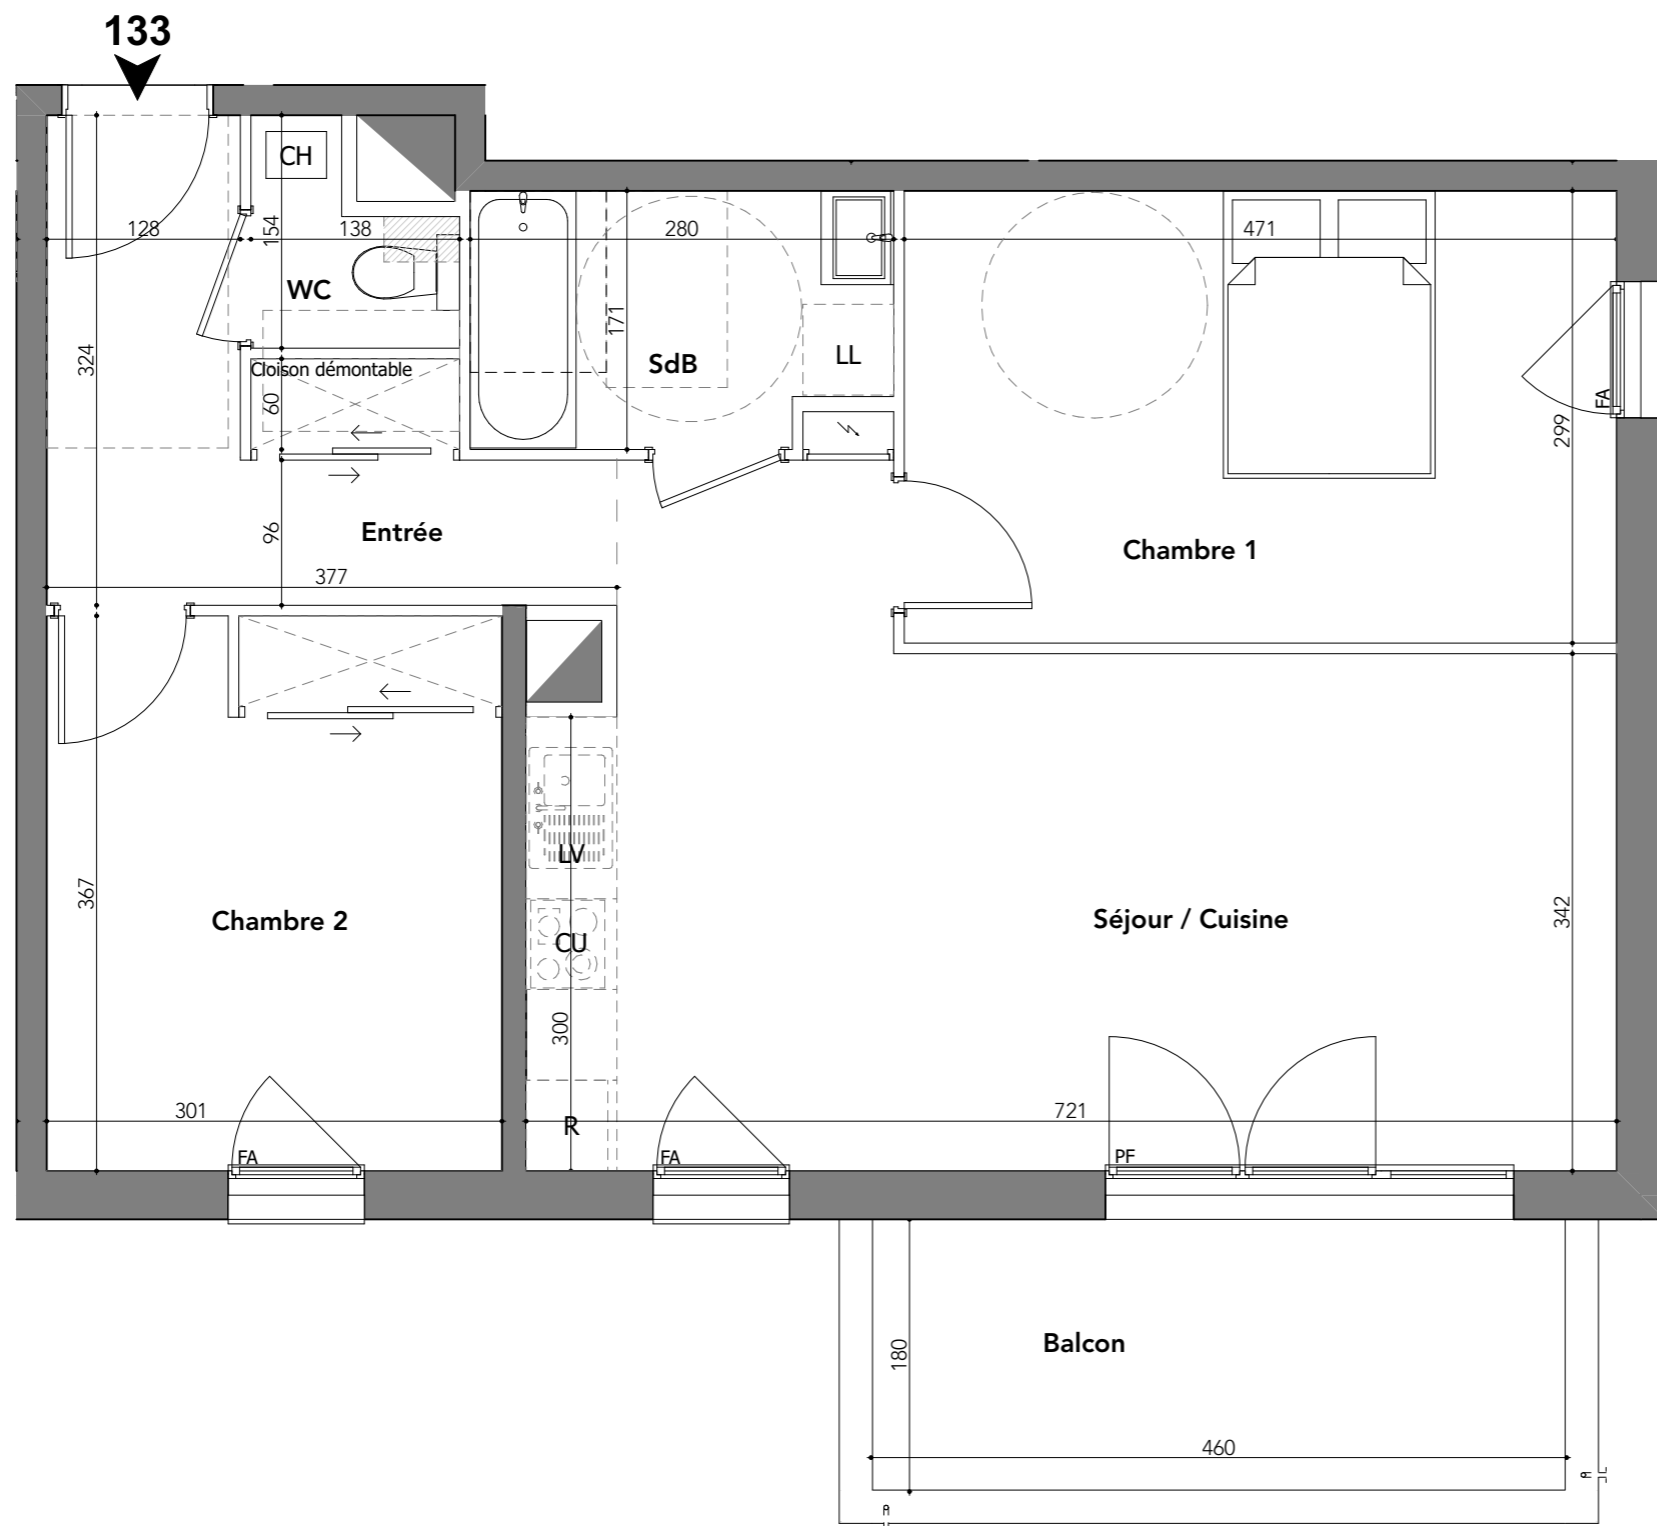 133
CH
128
154
138
280
471
WC
171
324
SdB
LL
Cloison démontable
60
FA
299
96
Entrée
Chambre 1
377
LV
367
Chambre 2
Séjour / Cuisine
342
CU
300
301
R
721
FA
FA
PF
180
Balcon
460